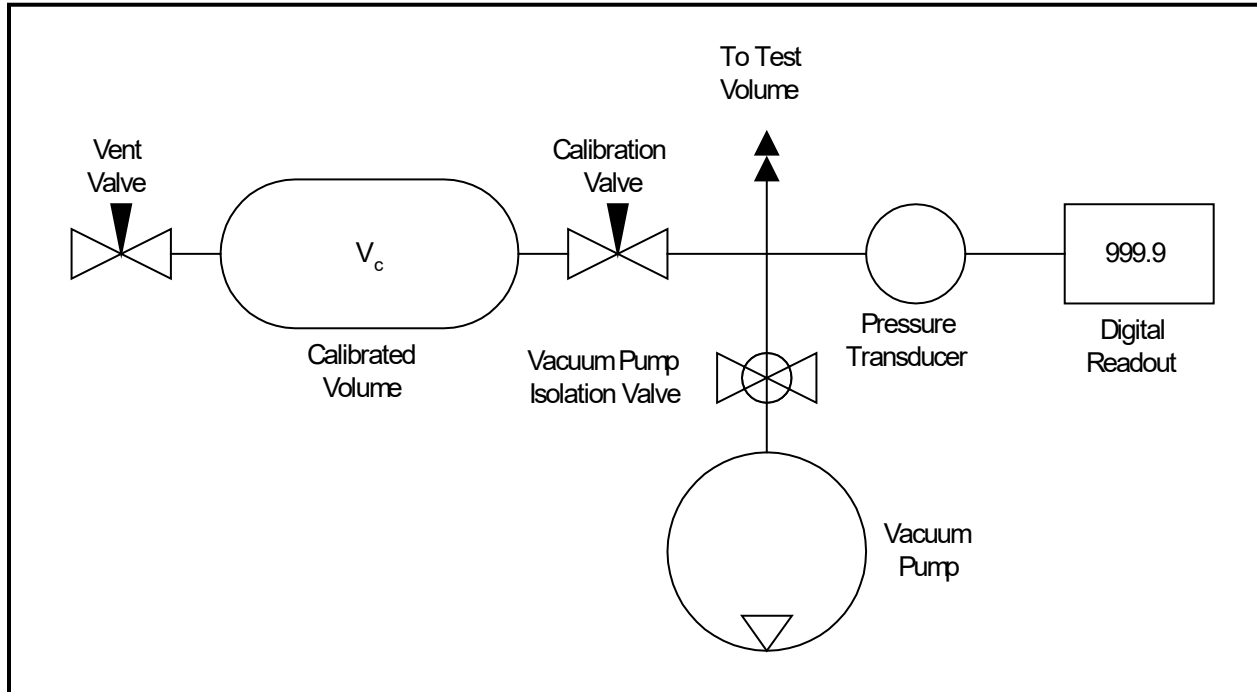 To Test
Volume
Vent
Valve
Calibration
Valve
V_c
999.9
Calibrated
Volume
Vacuum Pump
Isolation Valve
Pressure
Transducer
Digital
Readout
Vacuum
Pump